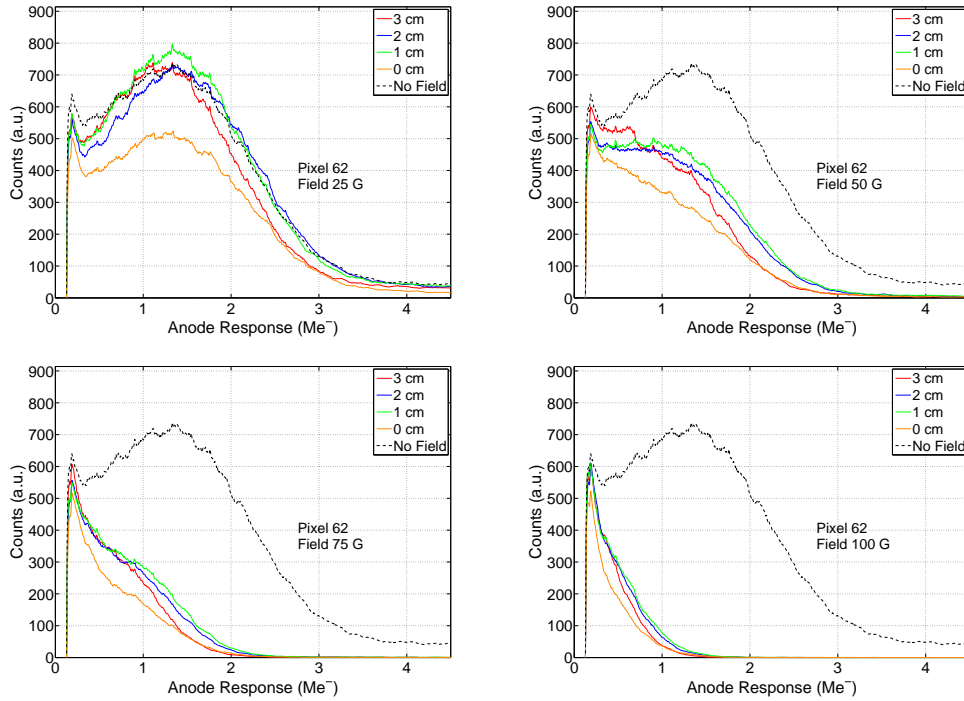 900
800
700
600
500
400
300
200
100
0
0 1 2 3 4
Counts (a.u.)
Anode Response (Me⁻)
3 cm
2 cm
1 cm
0 cm
No Field
Pixel 62
Field 25 G
900
800
700
600
500
400
300
200
100
0
0 1 2 3 4
Counts (a.u.)
Anode Response (Me⁻)
3 cm
2 cm
1 cm
0 cm
No Field
Pixel 62
Field 50 G
900
800
700
600
500
400
300
200
100
0
0 1 2 3 4
Counts (a.u.)
Anode Response (Me⁻)
3 cm
2 cm
1 cm
0 cm
No Field
Pixel 62
Field 75 G
900
800
700
600
500
400
300
200
100
0
0 1 2 3 4
Counts (a.u.)
Anode Response (Me⁻)
3 cm
2 cm
1 cm
0 cm
No Field
Pixel 62
Field 100 G